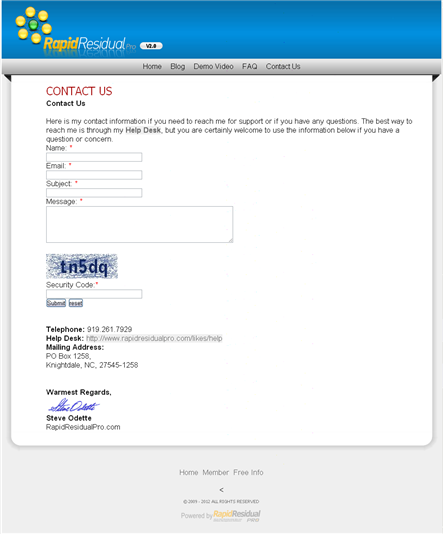 RapidResidual Pro
V2.0
Home Blog Demo Video FAQ Contact Us
CONTACT US
Contact Us
Here is my contact information if you need to reach me for support or if you have any questions. The best way to
reach me is through my Help Desk, but you are certainly welcome to use the information below if you have a
question or concern.
Name: *
Email: *
Subject: *
Message: *
tn5dq
Security Code:*
Submit reset
Telephone: 919.261.7929
Help Desk: http://www.rapidresidualpro.com/likes/help
Mailing Address:
PO Box 1258,
Knightdale, NC, 27545-1258
Warmest Regards,
Steve Odette
Steve Odette
RapidResidualPro.com
Home Member Free Info
<
© 2009 - 2012 ALL RIGHTS RESERVED.
Powered by RapidResidual
PRO